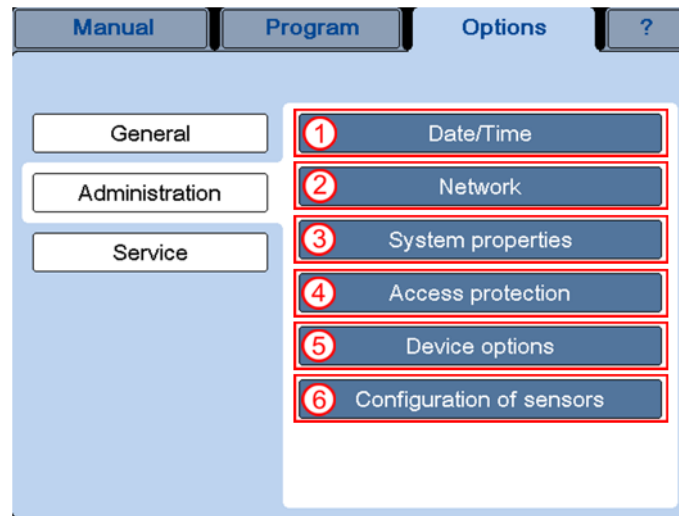 Manual Program Options ?
General
Administration
Service
1 Date/Time
2 Network
3 System properties
4 Access protection
5 Device options
6 Configuration of sensors